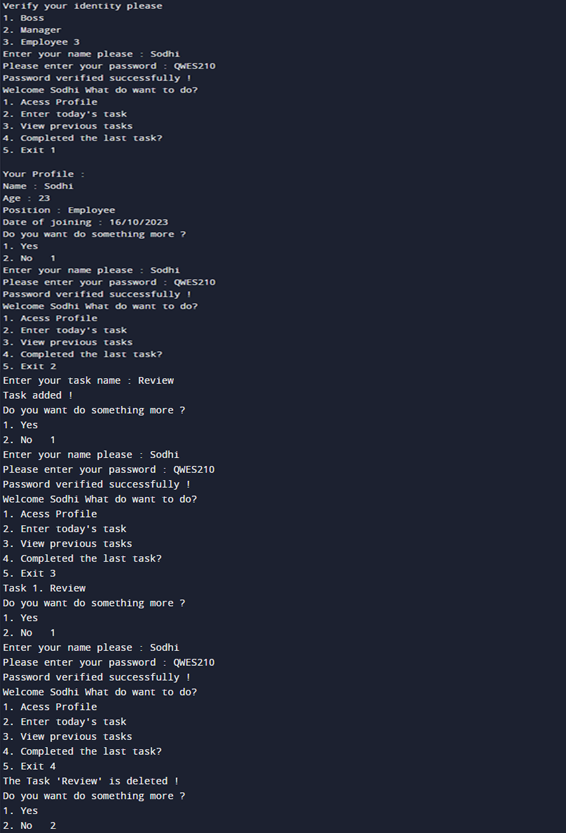 Verify your identity please
1. Boss
2. Manager
3. Employee 3
Enter your name please : Sodhi
Please enter your password : QWES210
Password verified successfully !
Welcome Sodhi What do want to do?
1. Acess Profile
2. Enter today's task
3. View previous tasks
4. Completed the last task?
5. Exit 1
Your Profile :
Name : Sodhi
Age : 23
Position : Employee
Date of joining : 16/10/2023
Do you want do something more ?
1. Yes
2. No   1
Enter your name please : Sodhi
Please enter your password : QWES210
Password verified successfully !
Welcome Sodhi What do want to do?
1. Acess Profile
2. Enter today's task
3. View previous tasks
4. Completed the last task?
5. Exit 2
Enter your task name : Review
Task added !
Do you want do something more ?
1. Yes
2. No   1
Enter your name please : Sodhi
Please enter your password : QWES210
Password verified successfully !
Welcome Sodhi What do want to do?
1. Acess Profile
2. Enter today's task
3. View previous tasks
4. Completed the last task?
5. Exit 3
Task 1. Review
Do you want do something more ?
1. Yes
2. No   1
Enter your name please : Sodhi
Please enter your password : QWES210
Password verified successfully !
Welcome Sodhi What do want to do?
1. Acess Profile
2. Enter today's task
3. View previous tasks
4. Completed the last task?
5. Exit 4
The Task 'Review' is deleted !
Do you want do something more ?
1. Yes
2. No   2